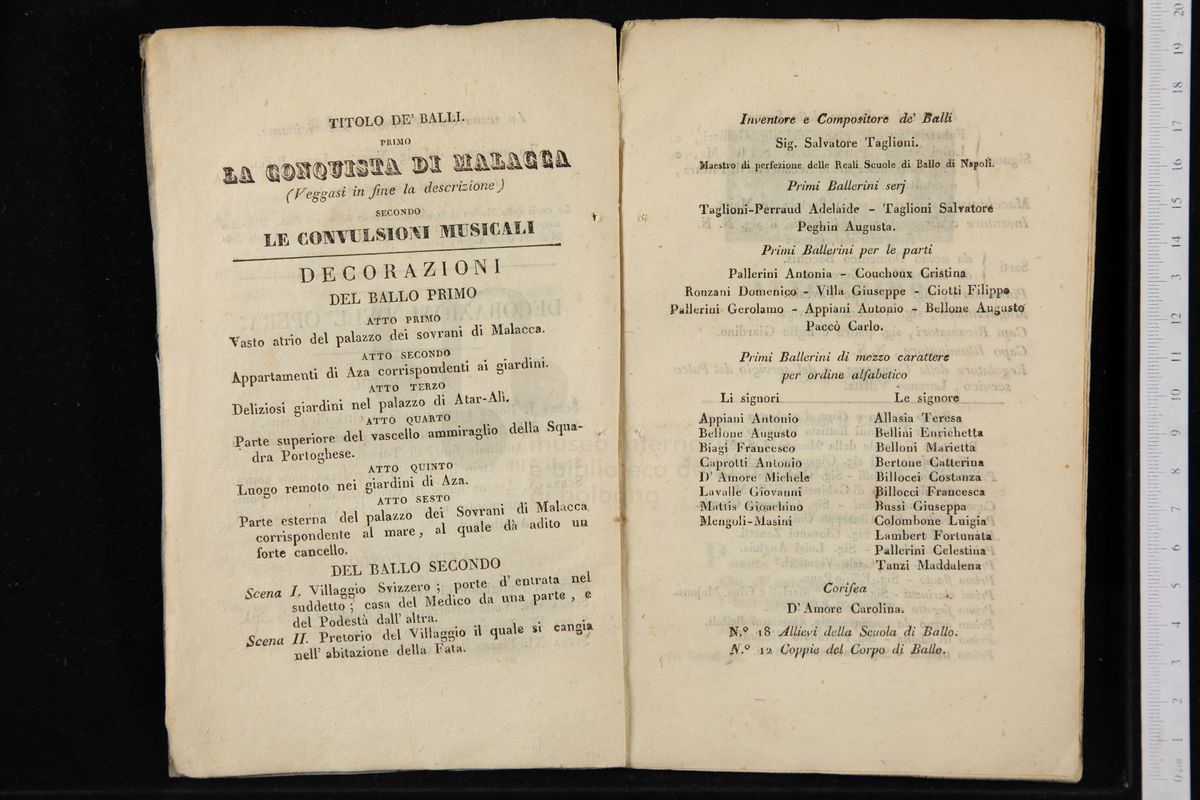 TITOLO DE' BALLI.
PRIMO
LA CONQUISTA DI MALACCA
(Veggasi in fine la descrizione)
SECONDO
LE CONVULSIONI MUSICALI
DECORAZIONI
DEL BALLO PRIMO
ATTO PRIMO
Vasto atrio del palazzo dei sovrani di Malacca.
ATTO SECONDO
Appartamenti di Aza corrispondenti ai giardini.
ATTO TERZO
Deliziosi giardini nel palazzo di Atar-Alì.
ATTO QUARTO
Parte superiore del vascello ammiraglio della Squa-
dra Portoghese.
ATTO QUINTO
Luogo remoto nei giardini di Aza.
ATTO SESTO
Parte esterna del palazzo dei Sovrani di Malacca
corrispondente al mare, al quale dà adito un
forte cancello.
DEL BALLO SECONDO
Scena I. Villaggio Svizzero; porte d'entrata nel
suddetto; casa del Medico da una parte, e
del Podestà dall'altra.
Scena II. Pretorio del Villaggio il quale si cangia
nell'abitazione della Fata.
Inventore e Compositore de' Balli
Sig. Salvatore Taglioni.
Maestro di perfezione delle Reali Scuole di Ballo di Napoli.
Primi Ballerini serj
Taglioni-Perraud Adelaide - Taglioni Salvatore
Peghin Augusta.
Primi Ballerini per le parti
Pallerini Antonia - Couchoux Cristina
Ronzani Domenico - Villa Giuseppe - Ciotti Filippo
Pallerini Gerolamo - Appiani Antonio - Bellone Augusto
Paccò Carlo.
Primi Ballerini di mezzo carattere
per ordine alfabetico
Li signori Le signore
Appiani Antonio Allasia Teresa
Bellone Augusto Bellini Enrichetta
Biagi Francesco Belloni Marietta
Caprotti Antonio Bertone Catterina
D'Amore Michele Billocci Costanza
Lavalle Giovanni Billocci Francesca
Mattis Gioachino Bussi Giuseppa
Mengoli-Masini Colombone Luigia
Lambert Fortunata
Pallerini Celestina
Tanzi Maddalena
Corifea
D'Amore Carolina.
N.º 18 Allievi della Scuola di Ballo.
N.º 12 Coppie del Corpo di Ballo.